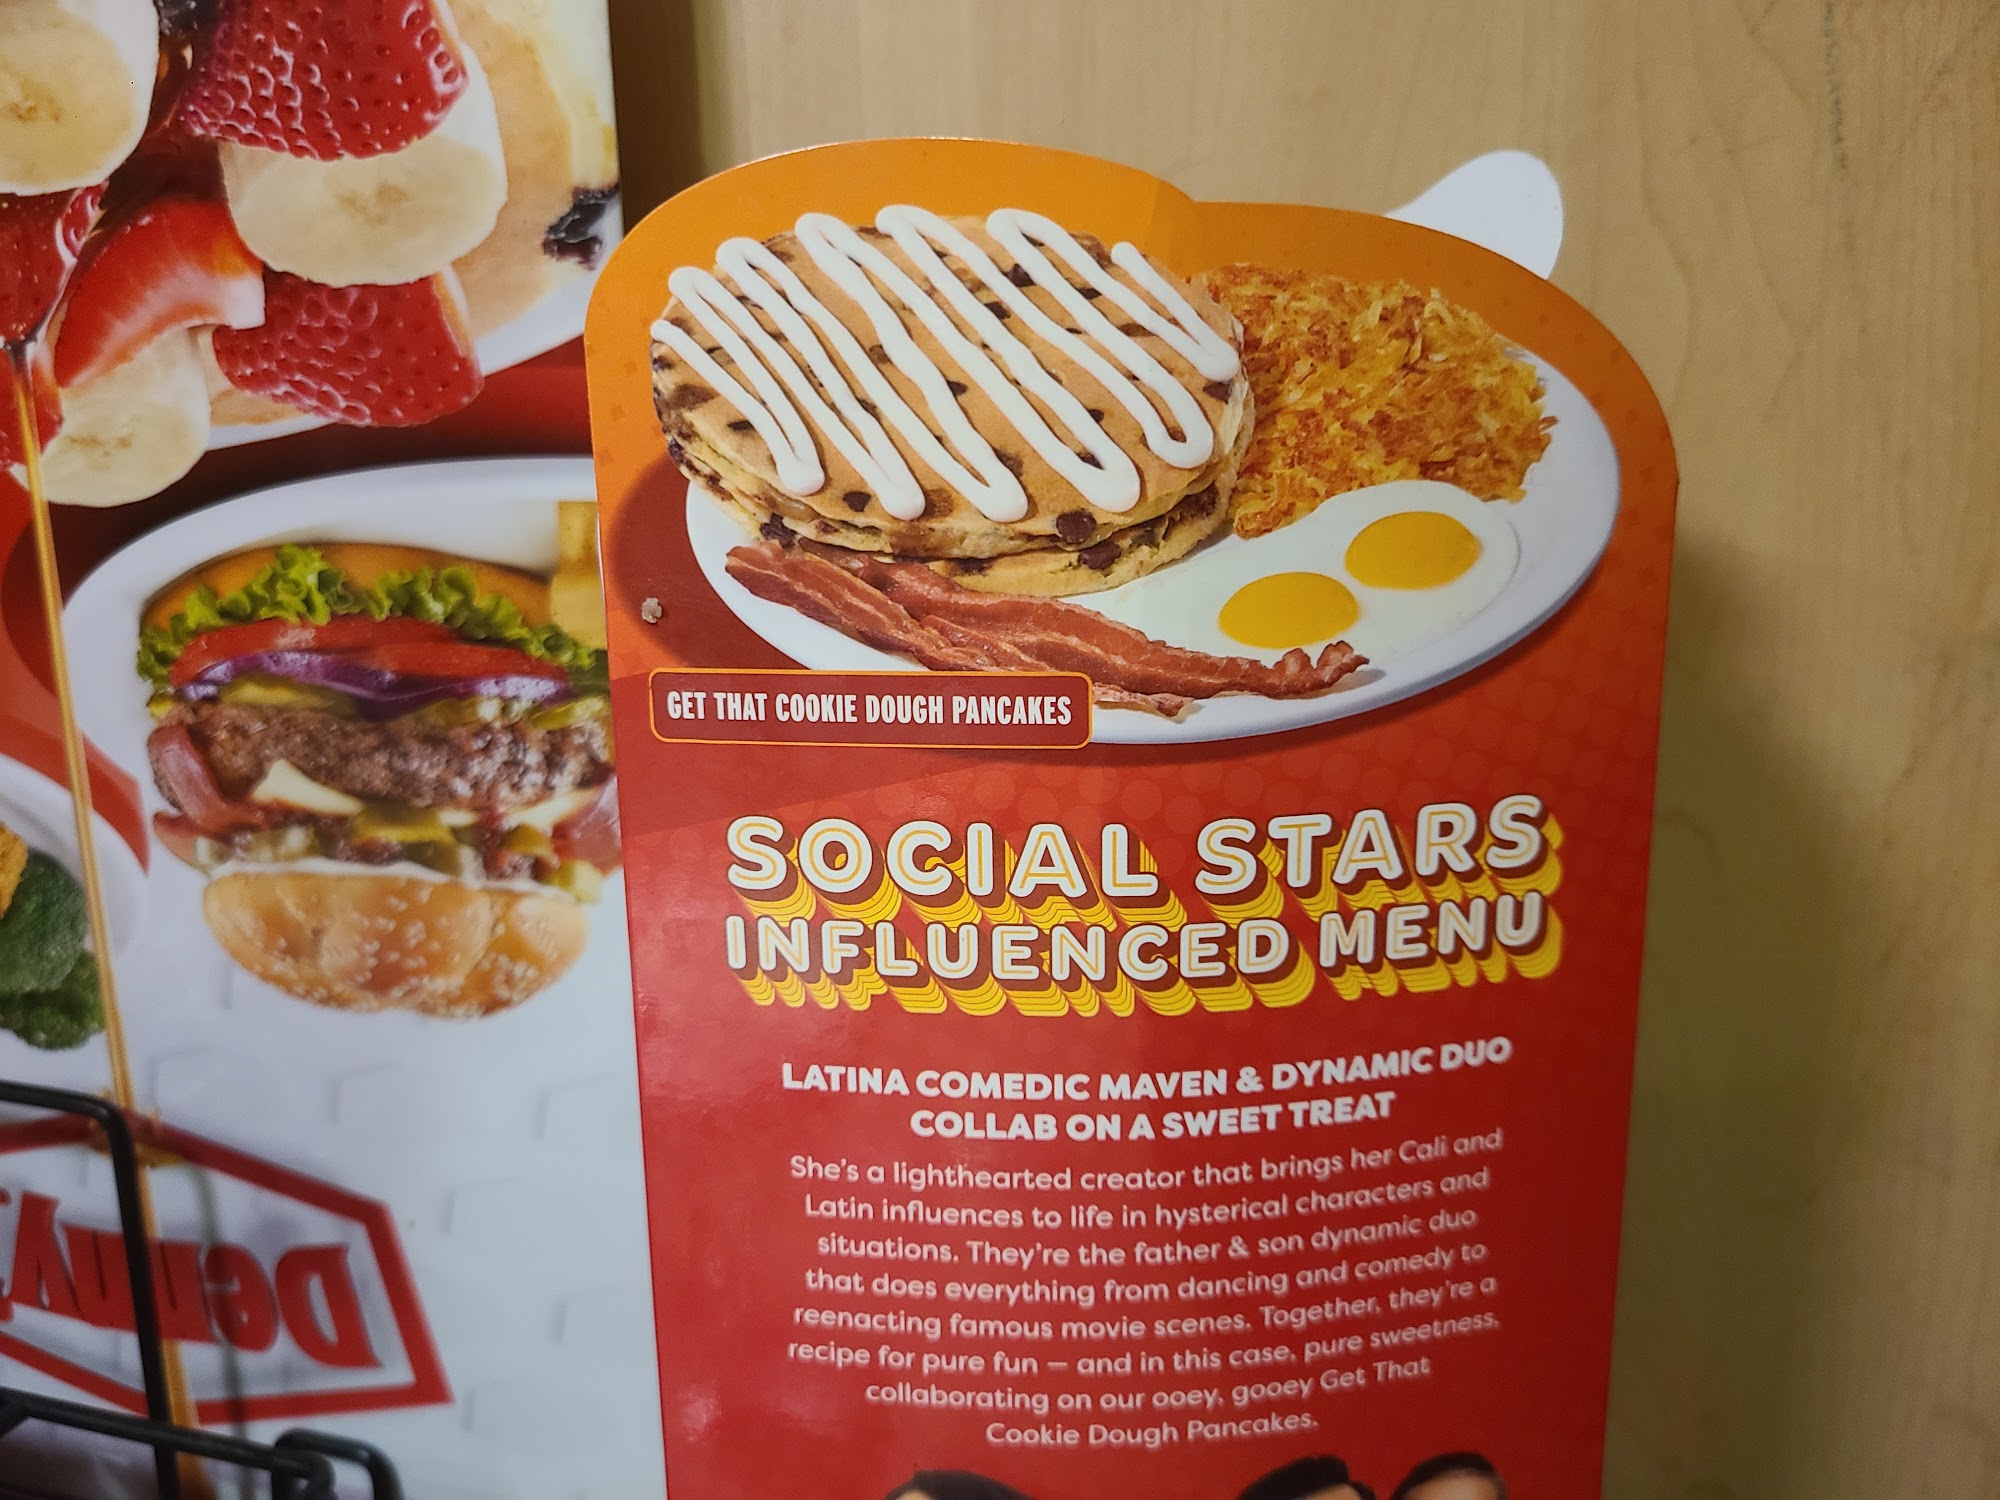 GET THAT COOKIE DOUGH PANCAKES
SOCIAL STARS
INFLUENCED MENU
LATINA COMEDIC MAVEN & DYNAMIC DUO
COLLAB ON A SWEET TREAT
She's a lighthearted creator that brings her Cali and
Latin influences to life in hysterical characters and
situations. They're the father & son dynamic duo
that does everything from dancing and comedy to
reenacting famous movie scenes. Together, they're a
recipe for pure fun — and in this case, pure sweetness,
collaborating on our ooey, gooey Get That
Cookie Dough Pancakes.
Denny's